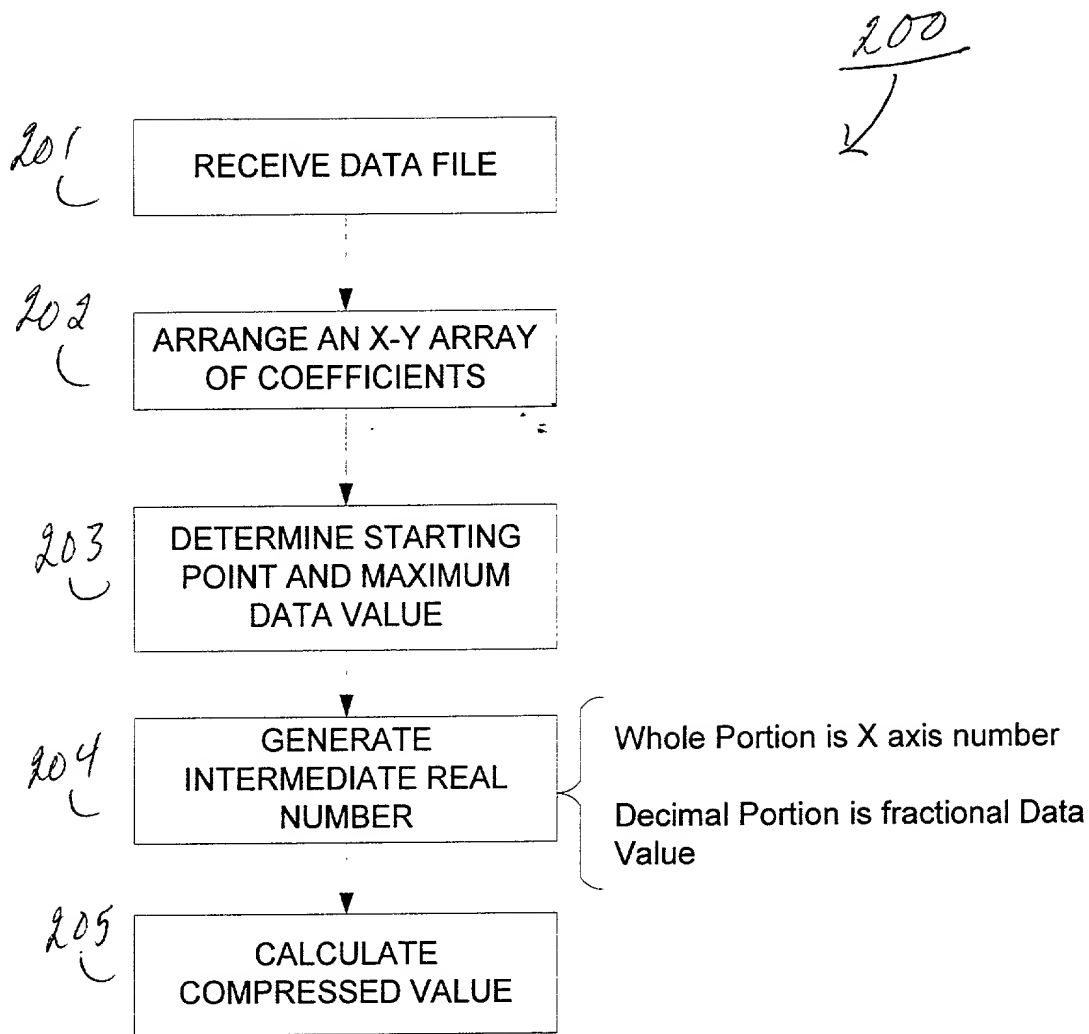 200
201
RECEIVE DATA FILE
202
ARRANGE AN X-Y ARRAY
OF COEFFICIENTS
203
DETERMINE STARTING
POINT AND MAXIMUM
DATA VALUE
204
GENERATE
INTERMEDIATE REAL
NUMBER
Whole Portion is X axis number
Decimal Portion is fractional Data
Value
205
CALCULATE
COMPRESSED VALUE